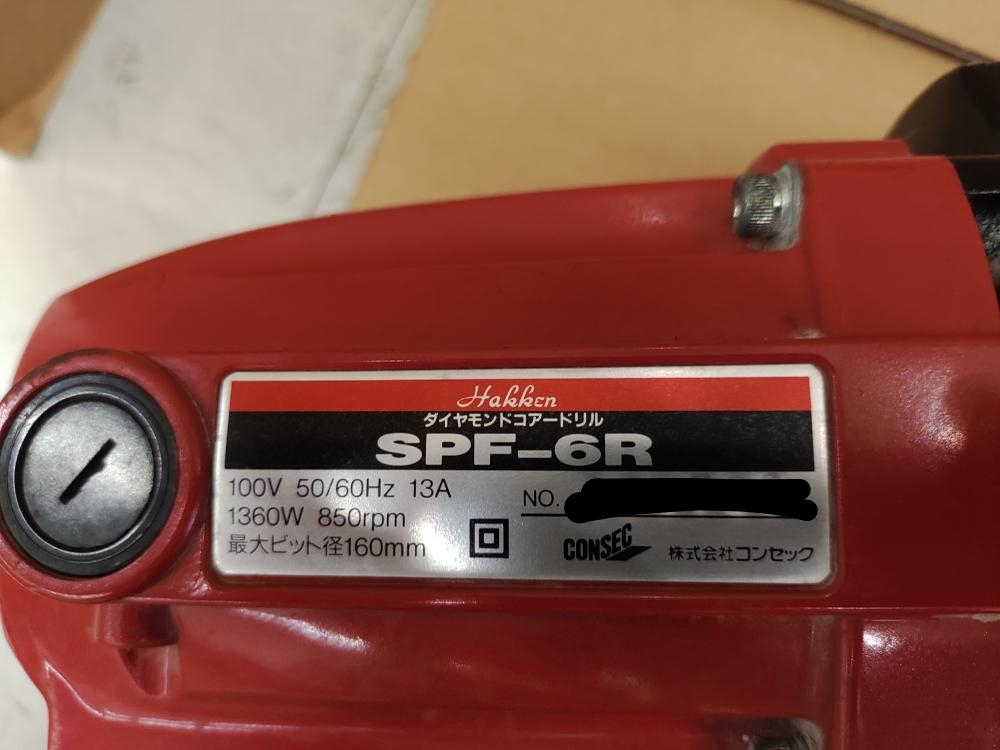 Hakken
ダイヤモンドコアードリル
SPF-6R
100V 50/60Hz 13A
1360W 850rpm
最大ビット径160mm
NO.
CONSEC
株式会社コンセック